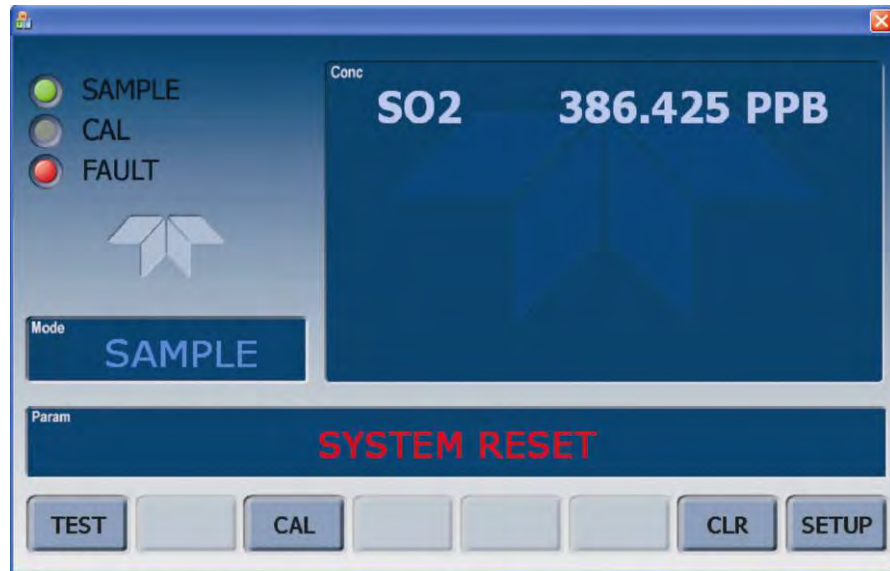 SAMPLE
CAL
FAULT
Conc
SO2 386.425 PPB
Mode
SAMPLE
Param
SYSTEM RESET
TEST CAL CLR SETUP